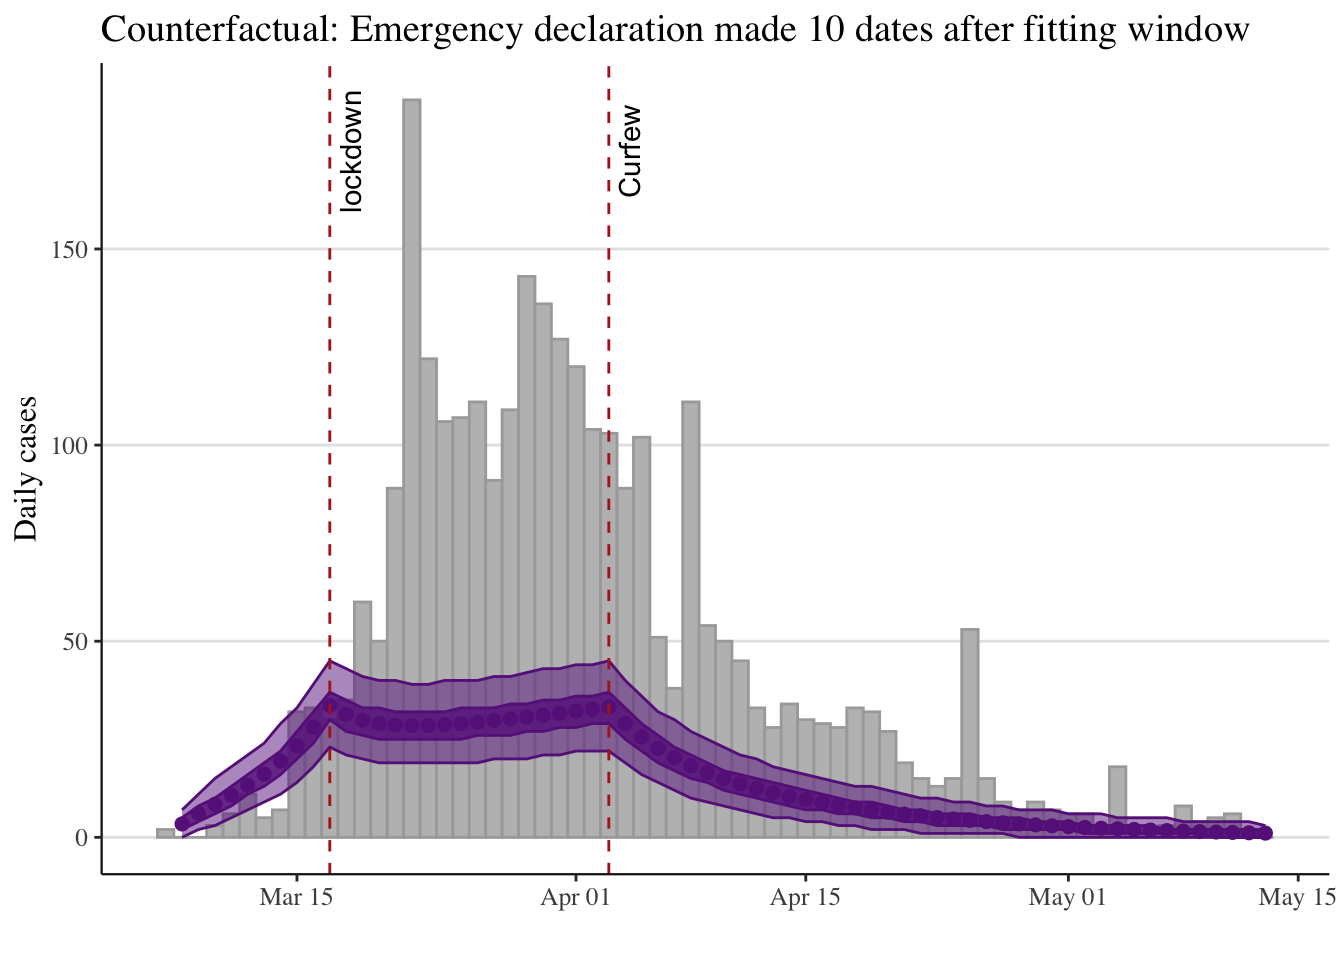 Counterfactual: Emergency declaration made 10 dates after fitting window
lockdown
Curfew
Daily cases
150
100
50
0
Mar 15
Apr 01
Apr 15
May 01
May 15